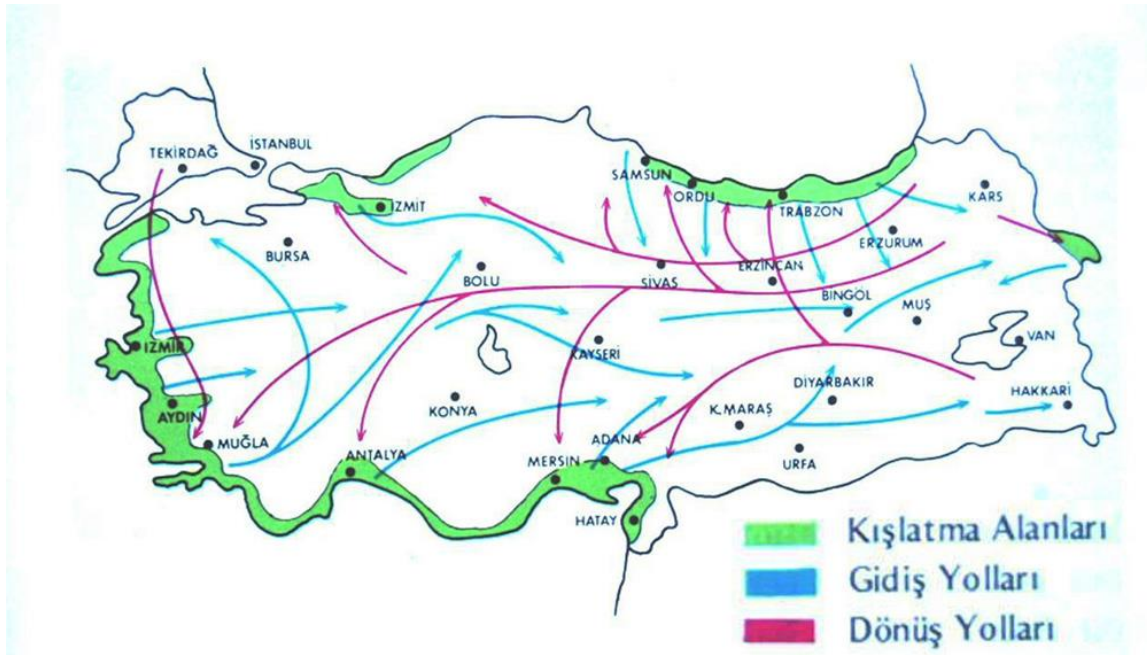 TEKİRDAĞ
İSTANBUL
İZMİT
BURSA
BOLU
SAMSUN
ORDU
TRABZON
KARS
ERZURUM
SİVAS
ERZİNCAN
BİNGÖL
MUŞ
VAN
İZMİR
KAYSERİ
DİYARBAKIR
HAKKARİ
AYDIN
KONYA
K.MARAŞ
MUĞLA
ANTALYA
MERSİN
ADANA
URFA
HATAY
Kışlatma Alanları
Gidiş Yolları
Dönüş Yolları